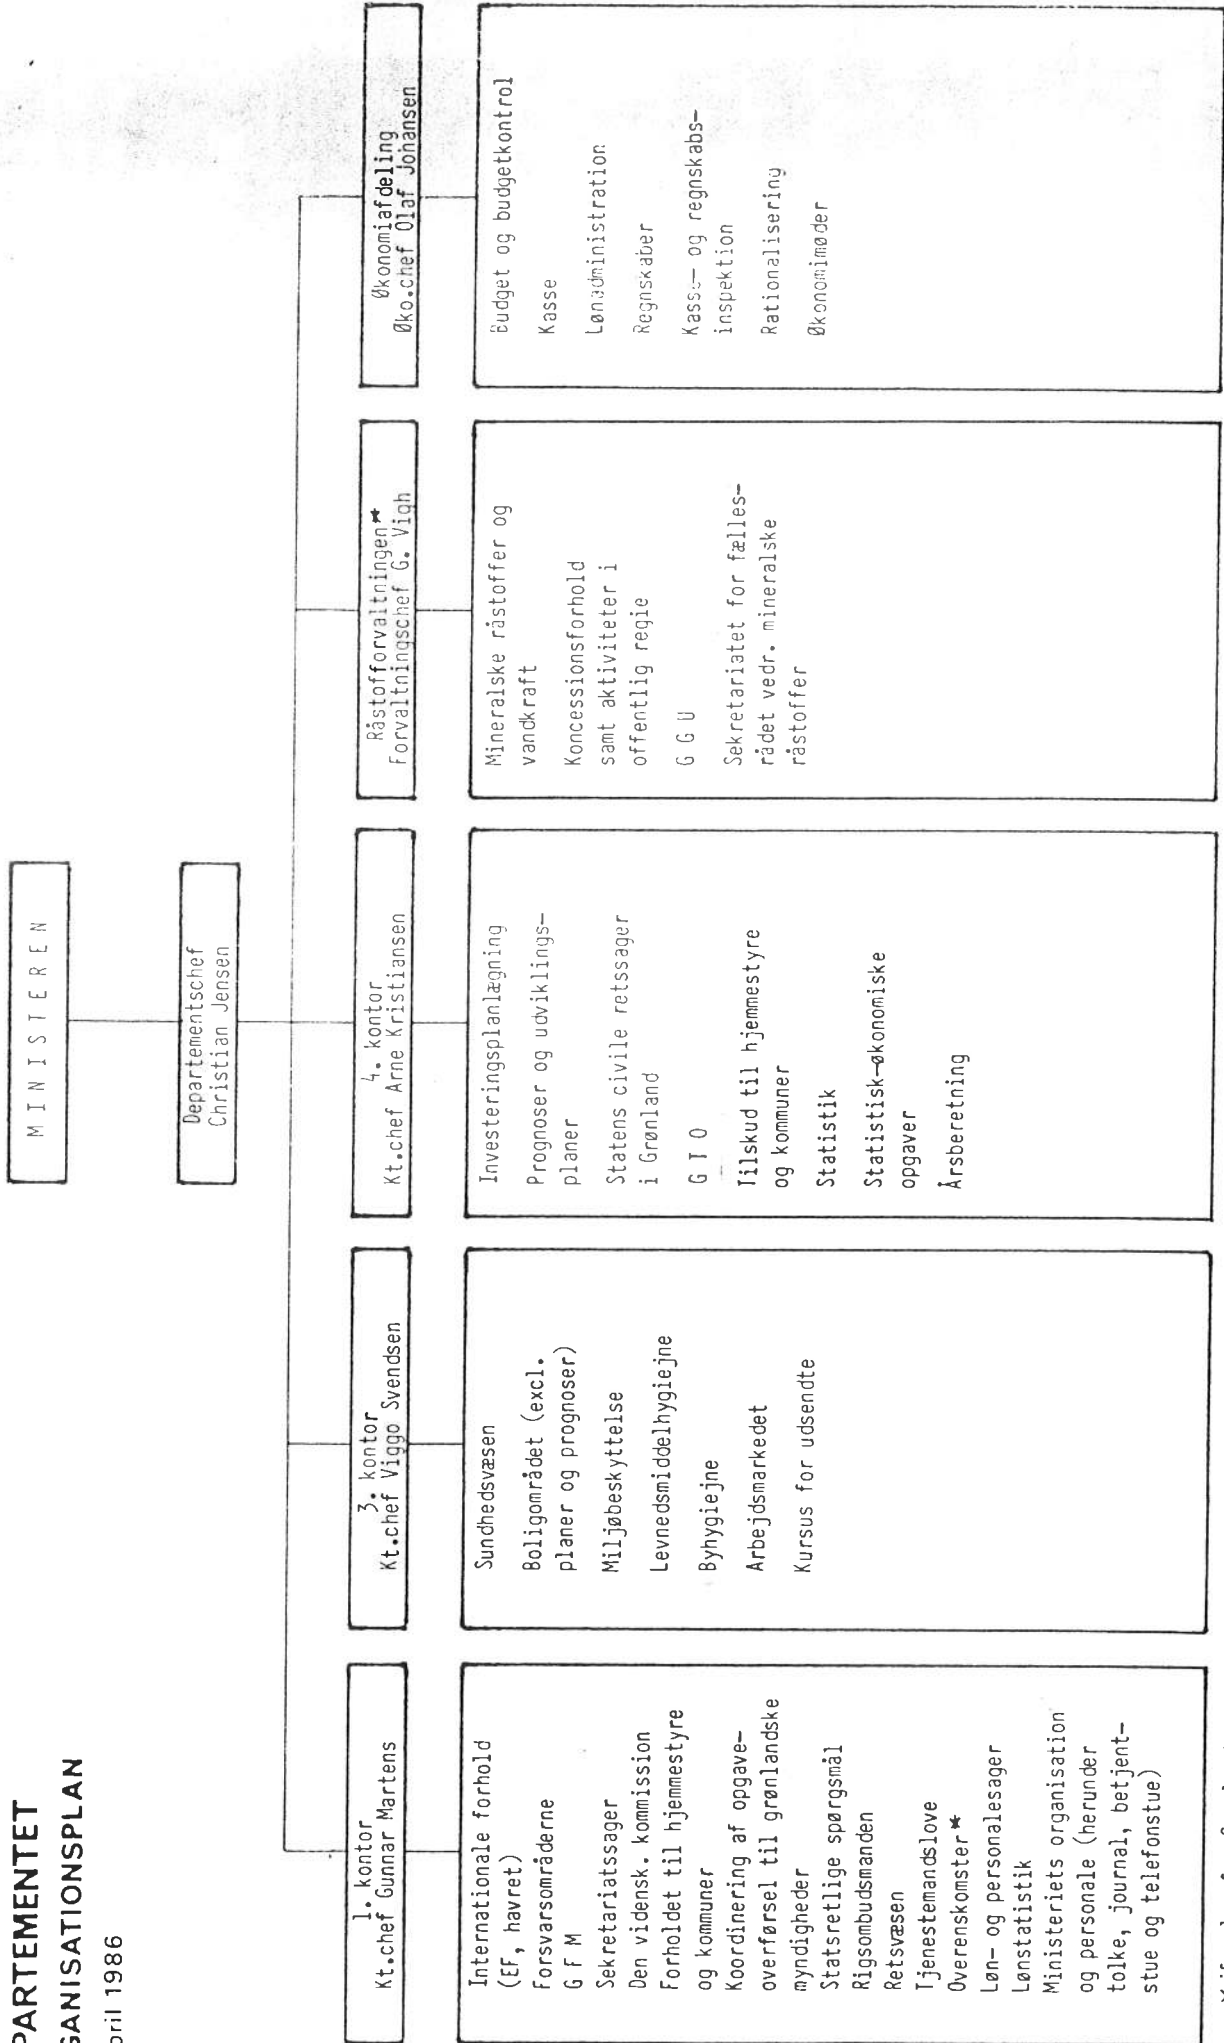 PARTEMENTET
GANISATIONSPLAN
pril 1986
MINISTEREN
Departementschef
Christian Jensen
1. kontor
Kt.chef Gunnar Martens
Internationale forhold
(EF, havret)
Forsvarsområderne
G F M
Sekretariatssager
Den vidensk. kommission
Forholdet til hjemmestyre
og kommuner
Koordinering af opgave-
overførsel til grønlandske
myndigheder
Statsretlige spørgsmål
Rigsombudsmanden
Retsvæsen
Tjenestemandslove
Overenskomster*
Løn- og personalesager
Lønstatistik
Ministeriets organisation
og personale (herunder
tolke, journal, betjent-
stue og telefonstue)
3. kontor
Kt.chef Viggo Svendsen
Sundhedsvæsen
Boligområdet (excl.
planer og prognoser)
Miljøbeskyttelse
Levnedsmiddelhygiejne
Byhygiejne
Arbejdsmarkedet
Kursus for udsendte
4. kontor
Kt.chef Arne Kristiansen
Investeringsplanlægning
Prognoser og udviklings-
planer
Statens civile retssager
i Grønland
G T O
Tilskud til hjemmestyre
og kommuner
Statistik
Statistisk-økonomiske
opgaver
Årsberetning
Råstofforvaltningen*
Forvaltningschef G. Vigh
Mineralske råstoffer og
vandkraft
Koncessionsforhold
samt aktiviteter i
offentlig regie
G G U
Sekretariatet for fælles-
rådet vedr. mineralske
råstoffer
Økonomiafdeling
Øko.chef Olaf Johansen
Budget og budgetkontrol
Kasse
Lønadministration
Regnskaber
Kasse- og regnskabs-
inspektion
Rationalisering
Økonomimøder